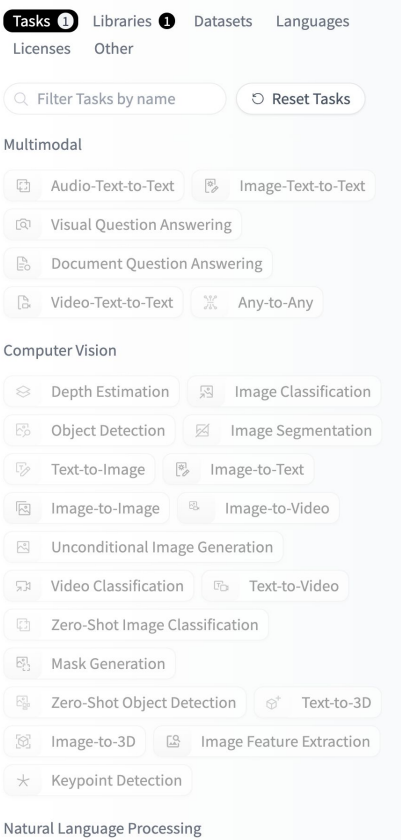 Tasks 1 Libraries 1 Datasets Languages
Licenses Other
Filter Tasks by name Reset Tasks
Multimodal
Audio-Text-to-Text Image-Text-to-Text
Visual Question Answering
Document Question Answering
Video-Text-to-Text Any-to-Any
Computer Vision
Depth Estimation Image Classification
Object Detection Image Segmentation
Text-to-Image Image-to-Text
Image-to-Image Image-to-Video
Unconditional Image Generation
Video Classification Text-to-Video
Zero-Shot Image Classification
Mask Generation
Zero-Shot Object Detection Text-to-3D
Image-to-3D Image Feature Extraction
Keypoint Detection
Natural Language Processing